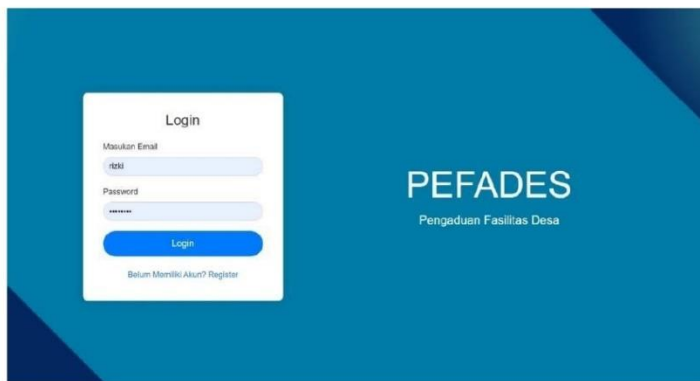 Login
Masukan Email
rizki
Password
••••••••
Login
Belum Memiliki Akun? Register
PEFADES
Pengaduan Fasilitas Desa